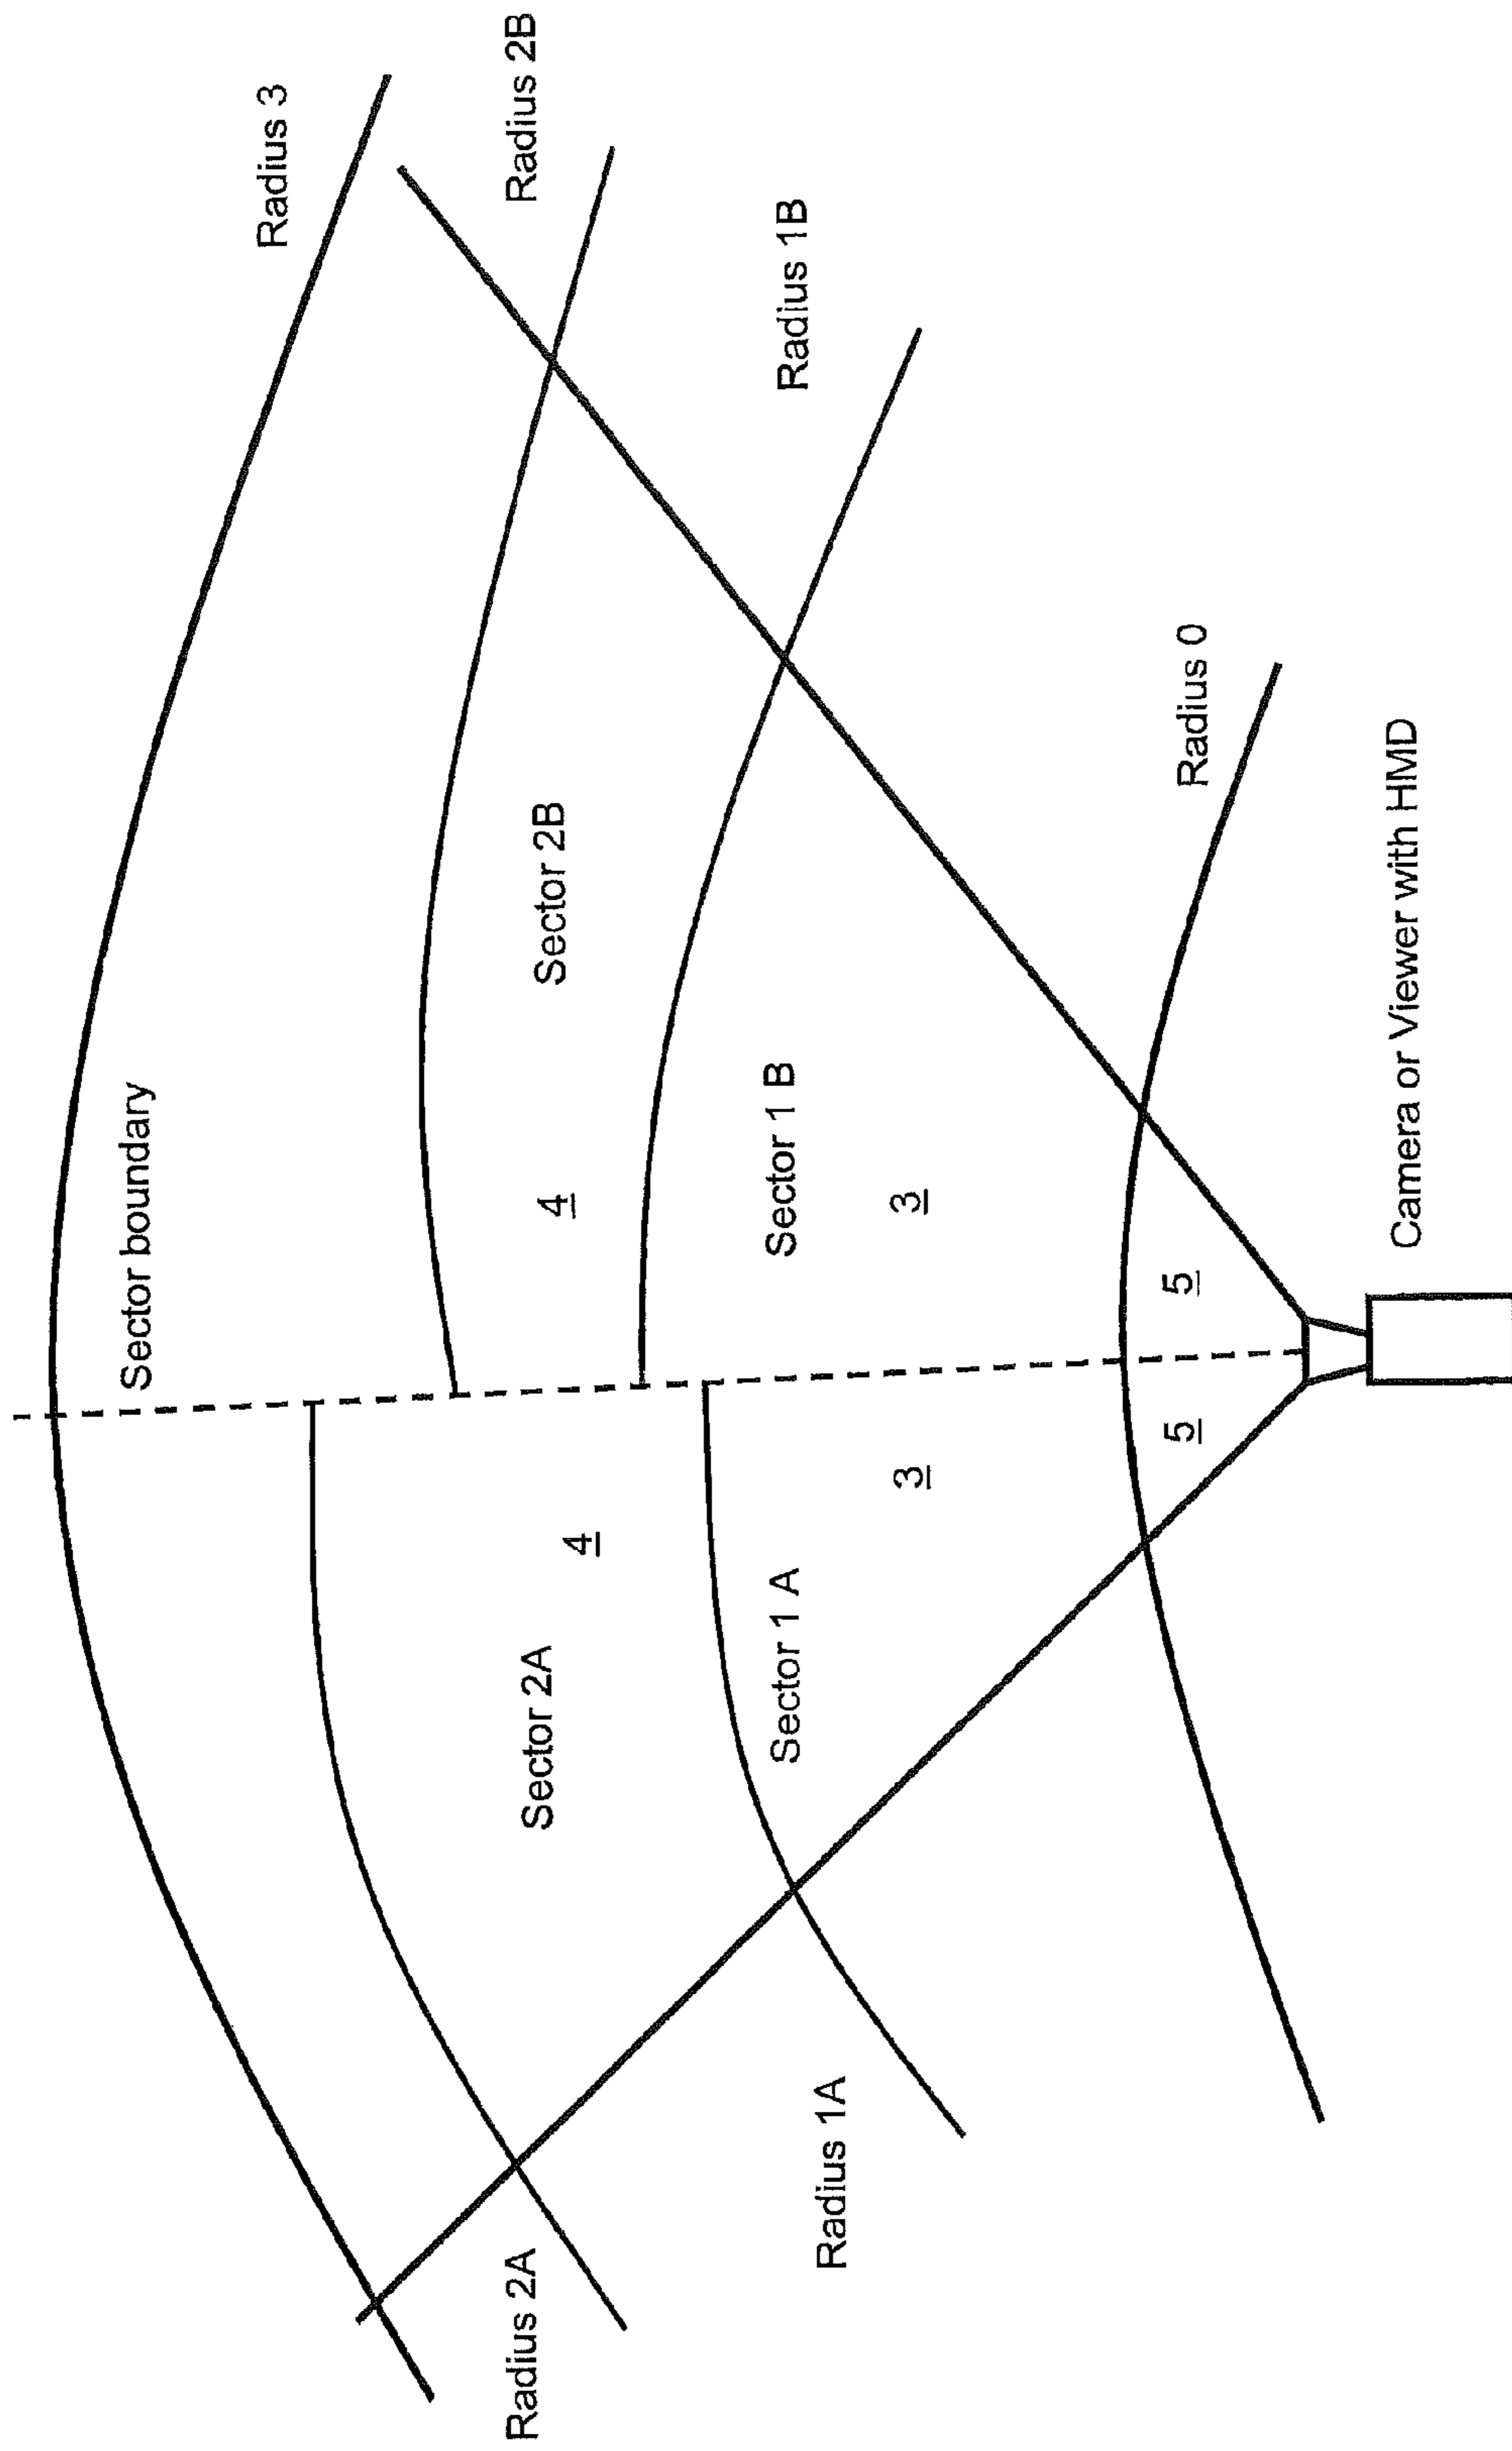 Radius 3
Sector boundary
Radius 2B
Sector 2B
4
4
Sector 2A
Radius 2A
Radius 1B
Sector 1 B
Sector 1 A
Radius 1A
3
3
Radius 0
5
5
Camera or Viewer with HMD